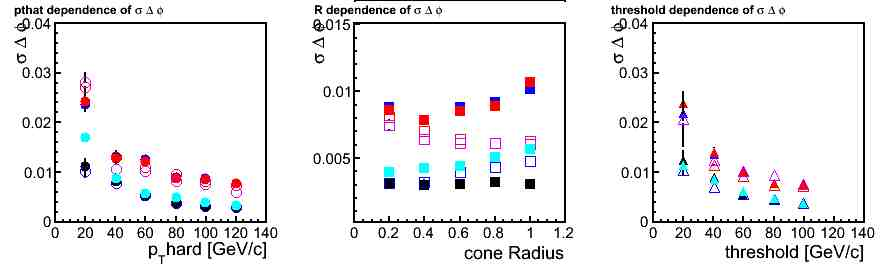 pthat dependence of σ Δ ϕ
σ Δ ϕ
0.04
0.03
0.02
0.01
0
0 20 40 60 80 100 120 140
p_T hard [GeV/c]
R dependence of σ Δ ϕ
σ Δ ϕ
0.015
0.01
0.005
0.2 0.4 0.6 0.8 1.0 1.2
cone Radius
threshold dependence of σ Δ ϕ
σ Δ ϕ
0.04
0.03
0.02
0.01
0
0 20 40 60 80 100 120 140
threshold [GeV/c]